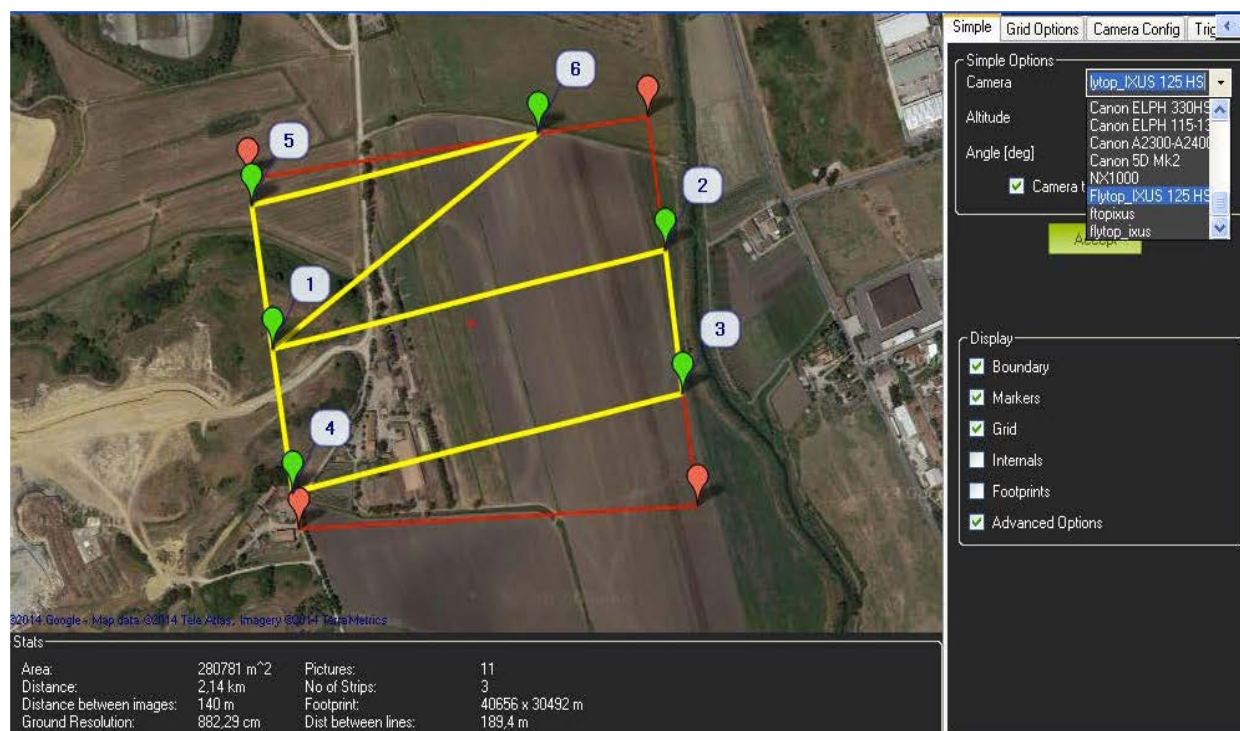 Simple Grid Options Camera Config Trig
Simple Options
Camera lytop_IXUS 125 HS
Canon ELPH 330HS
Altitude
Canon ELPH 115-13
Canon A2300-A2400
Angle [deg]
Canon 5D Mk2
NX1000
Camera t
Flytop_IXUS 125 HS
ftopixus
flytop_ixus
Accept
6
5
2
1
3
4
Display
Boundary
Markers
Grid
Internals
Footprints
Advanced Options
©2014 Google - Map data ©2014 Tele Atlas, Imagery ©2014 TerraMetrics
Stats
Area: 280781 m^2 Pictures: 11
Distance: 2,14 km No of Strips: 3
Distance between images: 140 m Footprint: 40656 x 30492 m
Ground Resolution: 882,29 cm Dist between lines: 189,4 m